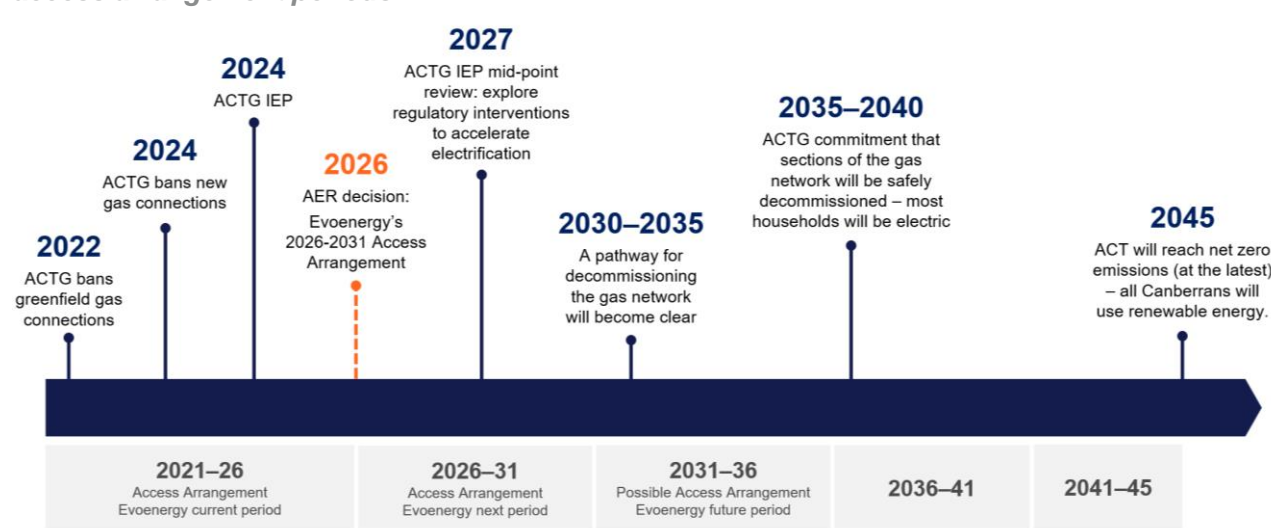 2022
ACTG bans
greenfield gas
connections
2024
ACTG bans new
gas connections
2024
ACTG IEP
2026
AER decision:
Evoenergy's
2026-2031 Access
Arrangement
2027
ACTG IEP mid-point
review: explore
regulatory interventions
to accelerate
electrification
2030–2035
A pathway for
decommissioning
the gas network
will become clear
2035–2040
ACTG commitment that
sections of the gas
network will be safely
decommissioned – most
households will be electric
2045
ACT will reach net zero
emissions (at the latest)
– all Canberrans will
use renewable energy.
2021–26
Access Arrangement
Evoenergy current period
2026–31
Access Arrangement
Evoenergy next period
2031–36
Possible Access Arrangement
Evoenergy future period
2036–41
2041–45